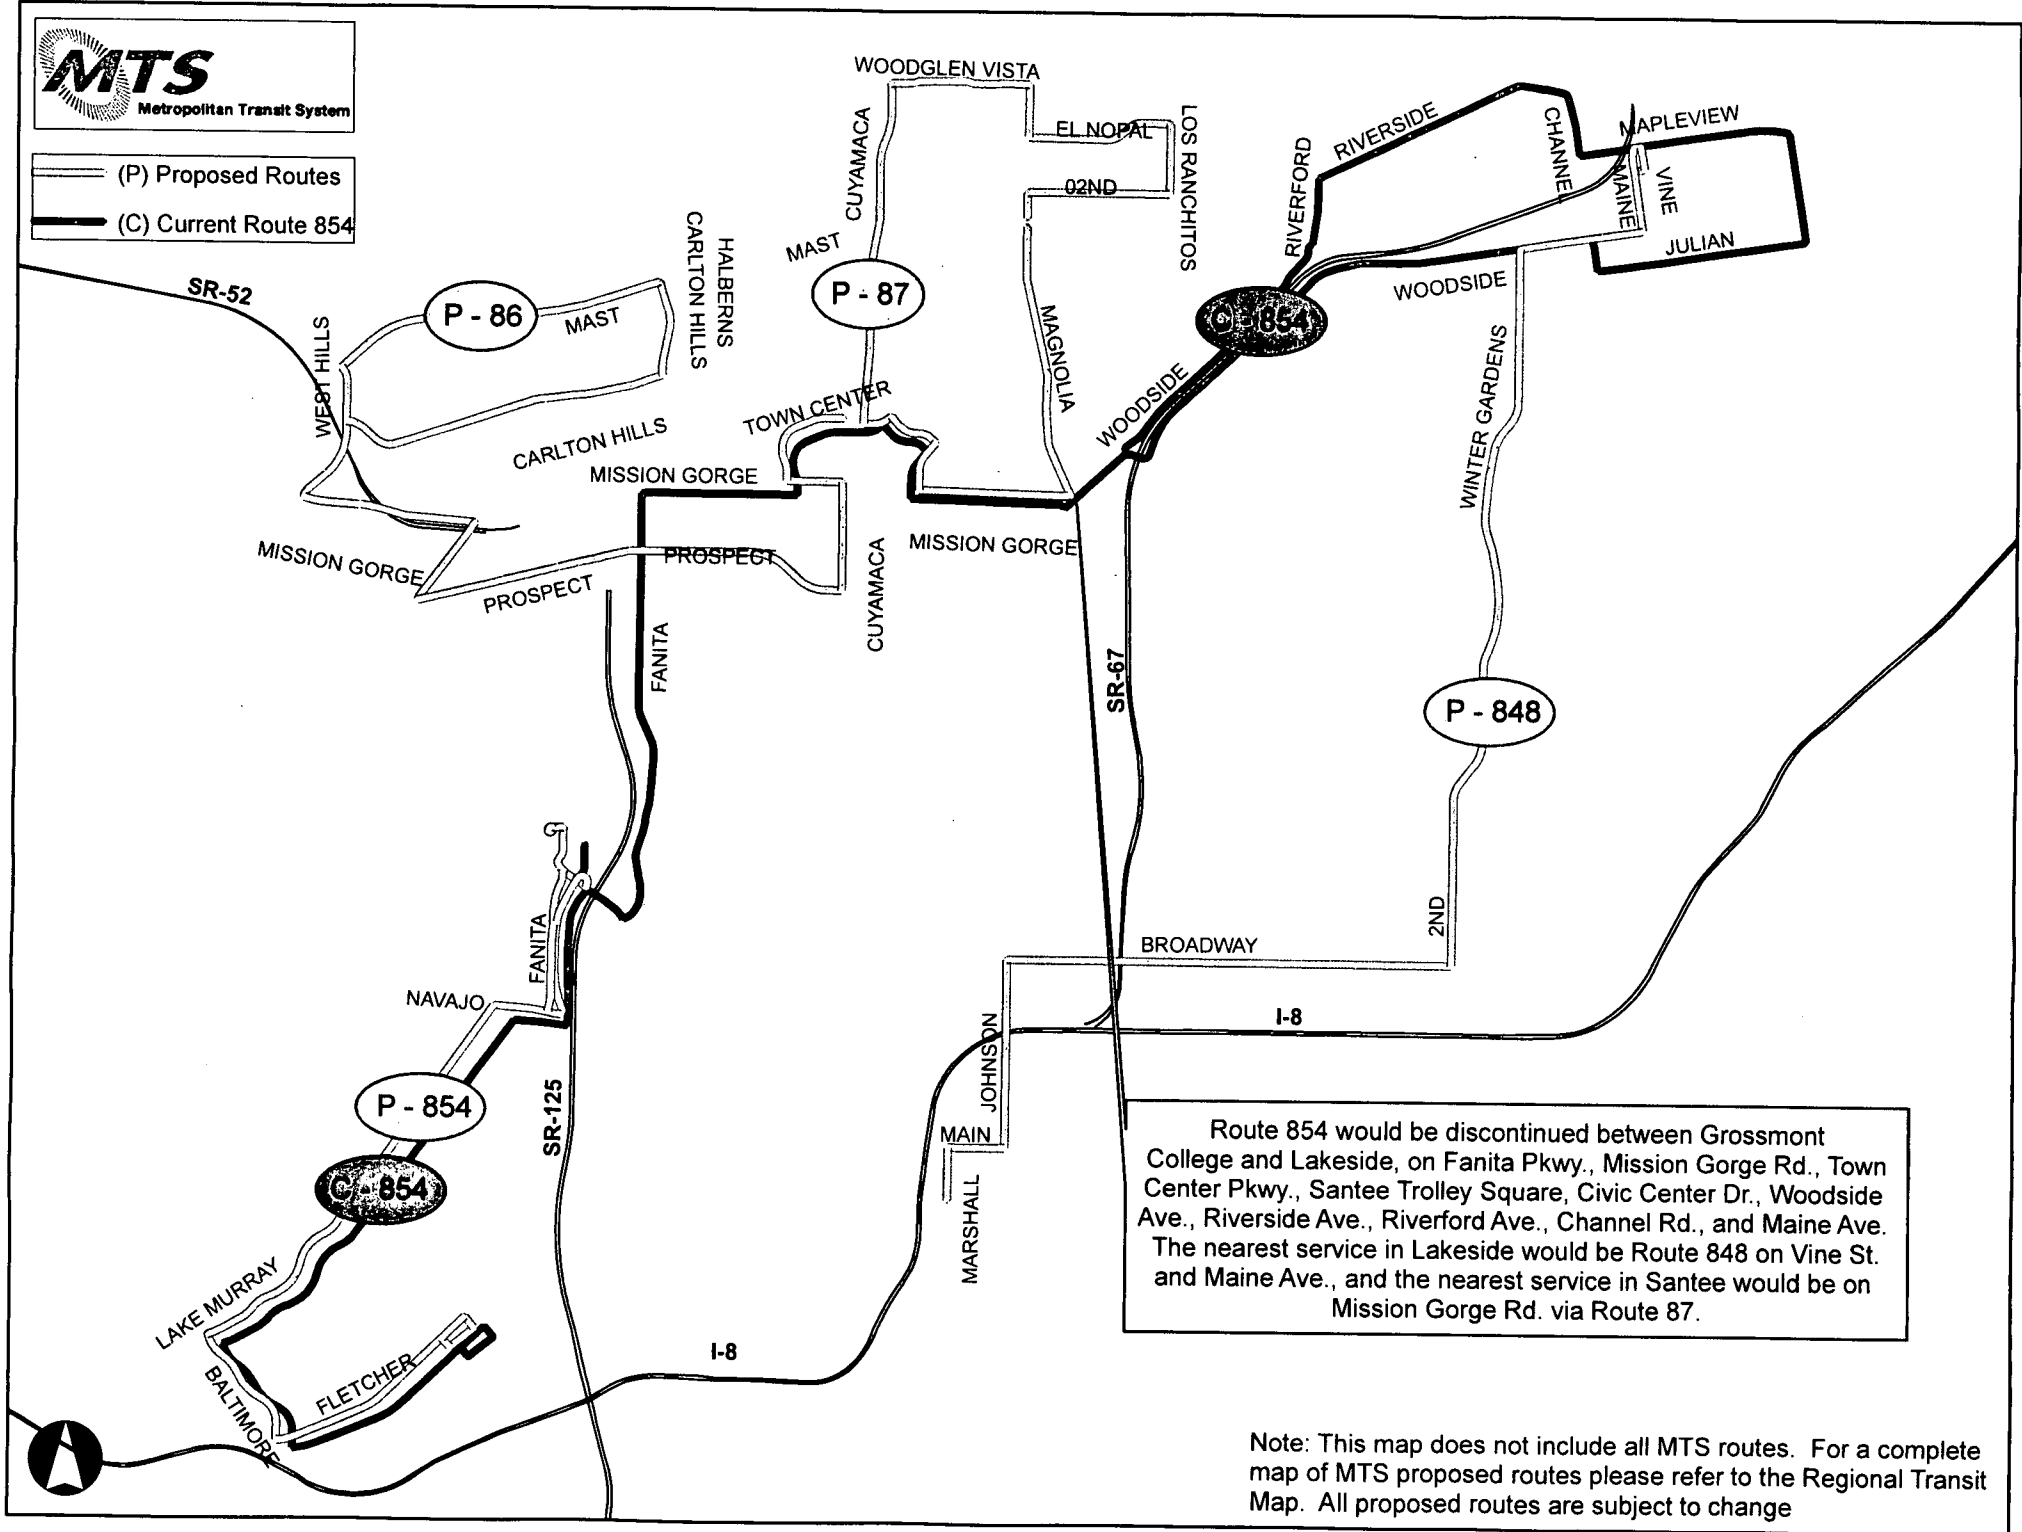 MTS
Metropolitan Transit System
(P) Proposed Routes
(C) Current Route 854
WOODGLEN VISTA
CUYAMACA
EL NOPAL
LOS RANCHITOS
02ND
RIVERSIDE
RIVERFORD
CHANNEL
MAPLEVIEW
MAINE
VINE
JULIAN
WOODSIDE
SR-52
WEST HILLS
P - 86
MAST
HALBERNS
CARLTON HILLS
MAST
P - 87
MAGNOLIA
C - 854
WOODSIDE
WINTER GARDENS
TOWN CENTER
CARLTON HILLS
MISSION GORGE
MISSION GORGE
PROSPECT
PROSPECT
CUYAMACA
MISSION GORGE
FANITA
SR-67
P - 848
FANITA
2ND
BROADWAY
NAVAJO
I-8
JOHNSON
P - 854
SR-125
MAIN
MARSHALL
C - 854
LAKE MURRAY
BALTIMORE
FLETCHER
I-8
Route 854 would be discontinued between Grossmont
College and Lakeside, on Fanita Pkwy., Mission Gorge Rd., Town
Center Pkwy., Santee Trolley Square, Civic Center Dr., Woodside
Ave., Riverside Ave., Riverford Ave., Channel Rd., and Maine Ave.
The nearest service in Lakeside would be Route 848 on Vine St.
and Maine Ave., and the nearest service in Santee would be on
Mission Gorge Rd. via Route 87.
Note: This map does not include all MTS routes. For a complete
map of MTS proposed routes please refer to the Regional Transit
Map. All proposed routes are subject to change